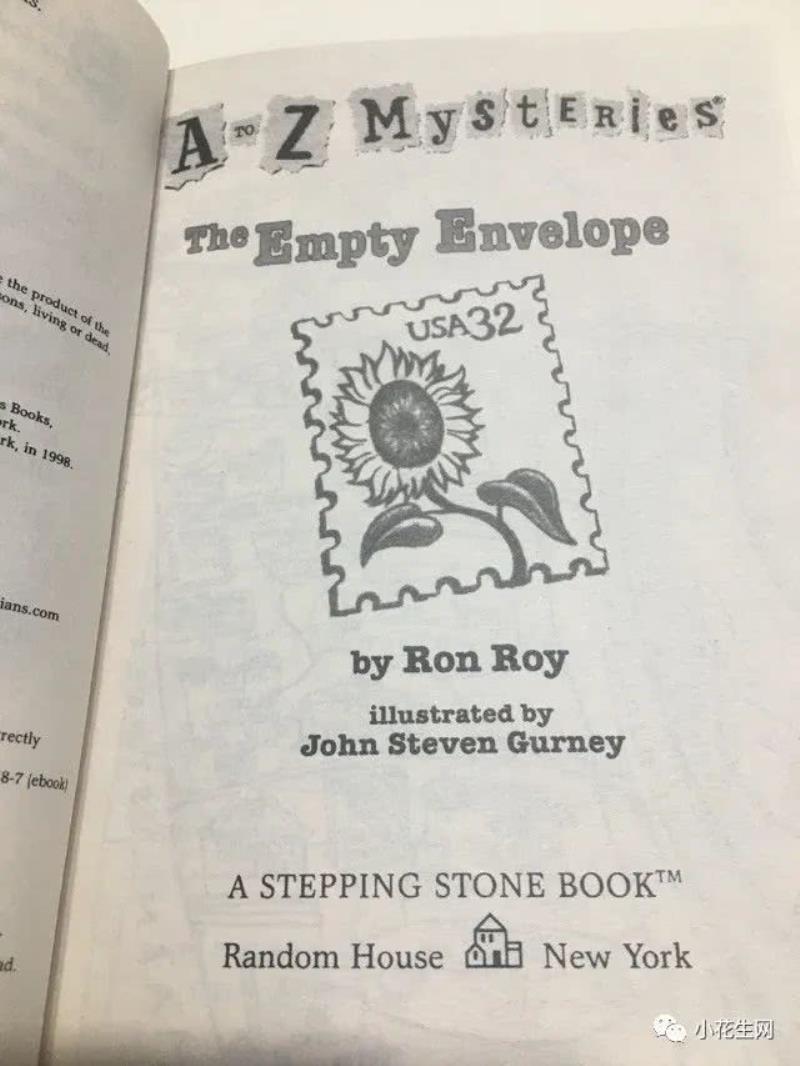 s.
e the product of the
sons, living or dead,
s Books,
rk.
rk, in 1998.
ians.com
rectly
8-7 (ebook)
ad.
A TO Z MYSTERies®
The Empty Envelope
USA32
by Ron Roy
illustrated by
John Steven Gurney
A STEPPING STONE BOOK™
Random House New York
小花生网